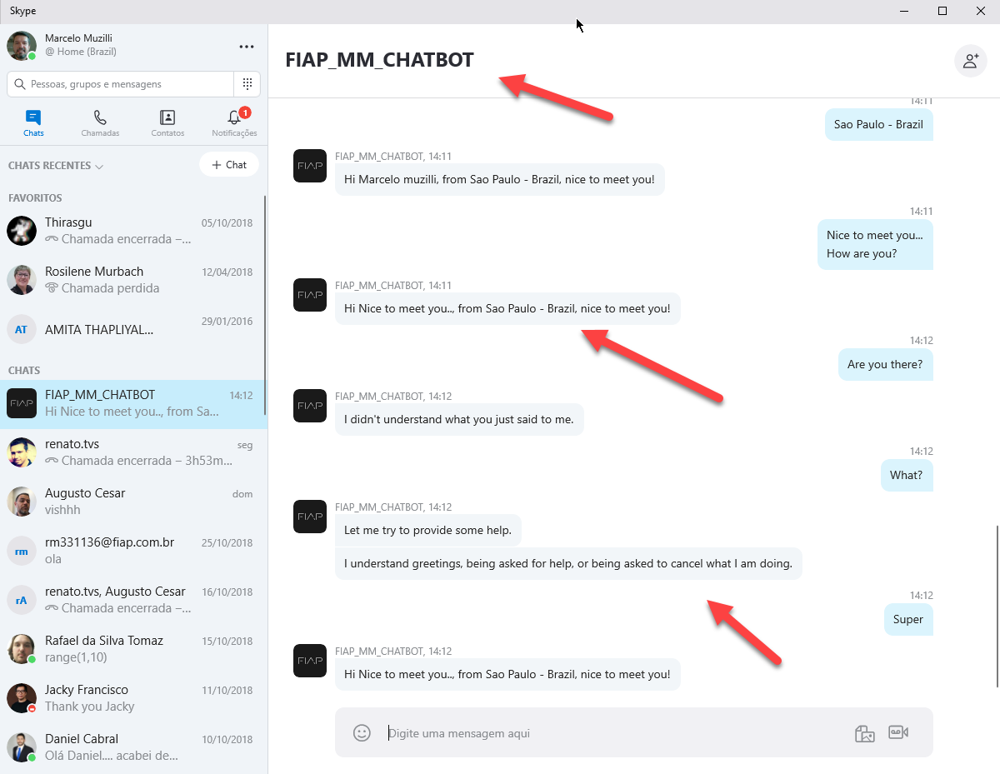 Skype
Marcelo Muzilli
@ Home (Brazil)
Pessoas, grupos e mensagens
Chats
Chamadas
Contatos
1
Notificações
CHATS RECENTES
+ Chat
FAVORITOS
Thirasgu
05/10/2018
Chamada encerrada –...
Rosilene Murbach
12/04/2018
Chamada perdida
AT
AMITA THAPLIYAL...
29/01/2016
CHATS
FIAP
FIAP_MM_CHATBOT
14:12
Hi Nice to meet you.., from Sa...
renato.tvs
seg
Chamada encerrada – 3h53m...
Augusto Cesar
dom
vishhh
rm
rm331136@fiap.com.br
25/10/2018
ola
rA
renato.tvs, Augusto Cesar
16/10/2018
Chamada encerrada –...
Rafael da Silva Tomaz
15/10/2018
range(1,10)
Jacky Francisco
11/10/2018
Thank you Jacky
Daniel Cabral
10/10/2018
Olá Daniel.... acabei de...
FIAP_MM_CHATBOT
14:11
Sao Paulo - Brazil
FIAP
FIAP_MM_CHATBOT, 14:11
Hi Marcelo muzilli, from Sao Paulo - Brazil, nice to meet you!
14:11
Nice to meet you...
How are you?
FIAP
FIAP_MM_CHATBOT, 14:11
Hi Nice to meet you.., from Sao Paulo - Brazil, nice to meet you!
14:12
Are you there?
FIAP
FIAP_MM_CHATBOT, 14:12
I didn't understand what you just said to me.
14:12
What?
FIAP
FIAP_MM_CHATBOT, 14:12
Let me try to provide some help.
I understand greetings, being asked for help, or being asked to cancel what I am doing.
14:12
Super
FIAP
FIAP_MM_CHATBOT, 14:12
Hi Nice to meet you.., from Sao Paulo - Brazil, nice to meet you!
Digite uma mensagem aqui